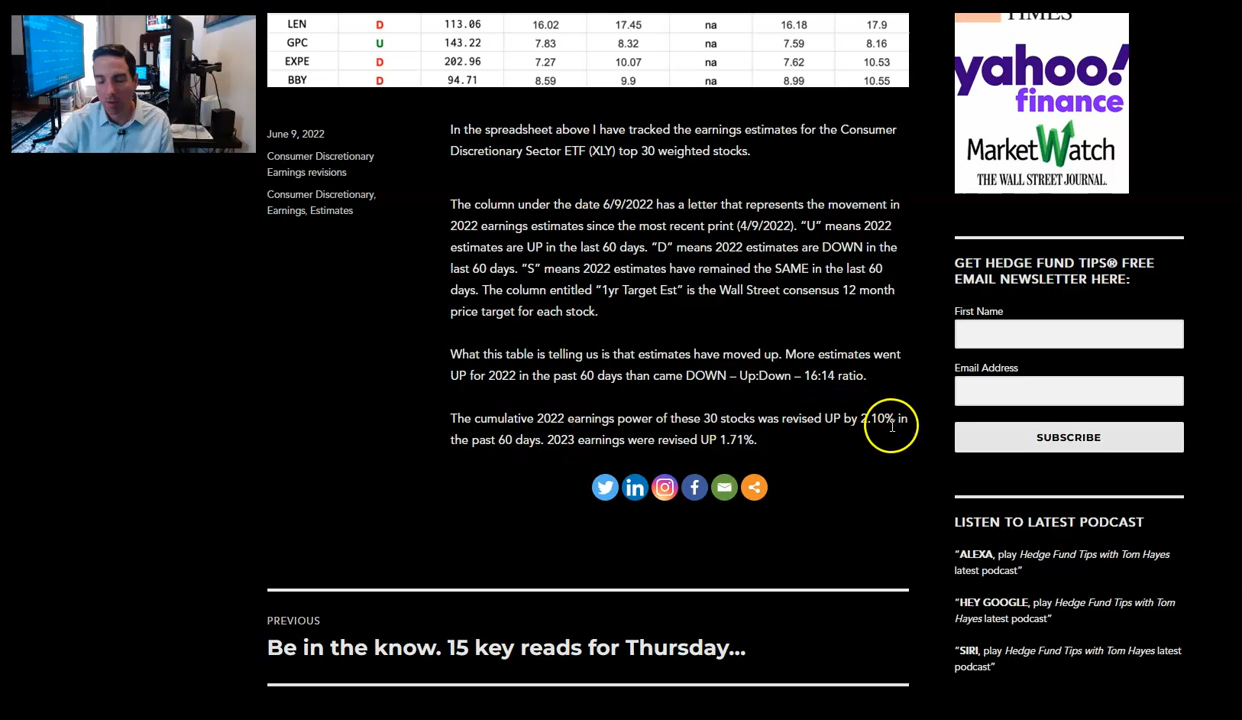 LEN D 113.06 16.02 17.45 na 16.18 17.9
GPC U 143.22 7.83 8.32 na 7.59 8.16
EXPE D 202.96 7.27 10.07 na 7.62 10.53
BBY D 94.71 8.59 9.9 na 8.99 10.55
June 9, 2022
Consumer Discretionary
Earnings revisions
Consumer Discretionary,
Earnings, Estimates
In the spreadsheet above I have tracked the earnings estimates for the Consumer
Discretionary Sector ETF (XLY) top 30 weighted stocks.
The column under the date 6/9/2022 has a letter that represents the movement in
2022 earnings estimates since the most recent print (4/9/2022). “U” means 2022
estimates are UP in the last 60 days. “D” means 2022 estimates are DOWN in the
last 60 days. “S” means 2022 estimates have remained the SAME in the last 60
days. The column entitled “1yr Target Est” is the Wall Street consensus 12 month
price target for each stock.
What this table is telling us is that estimates have moved up. More estimates went
UP for 2022 in the past 60 days than came DOWN – Up:Down – 16:14 ratio.
The cumulative 2022 earnings power of these 30 stocks was revised UP by 2.10% in
the past 60 days. 2023 earnings were revised UP 1.71%.
PREVIOUS
Be in the know. 15 key reads for Thursday...
TIMES
yahoo!
finance
MarketWatch
THE WALL STREET JOURNAL.
GET HEDGE FUND TIPS® FREE
EMAIL NEWSLETTER HERE:
First Name
Email Address
SUBSCRIBE
LISTEN TO LATEST PODCAST
“ALEXA, play Hedge Fund Tips with Tom Hayes
latest podcast”
“HEY GOOGLE, play Hedge Fund Tips with Tom
Hayes latest podcast”
“SIRI, play Hedge Fund Tips with Tom Hayes latest
podcast”